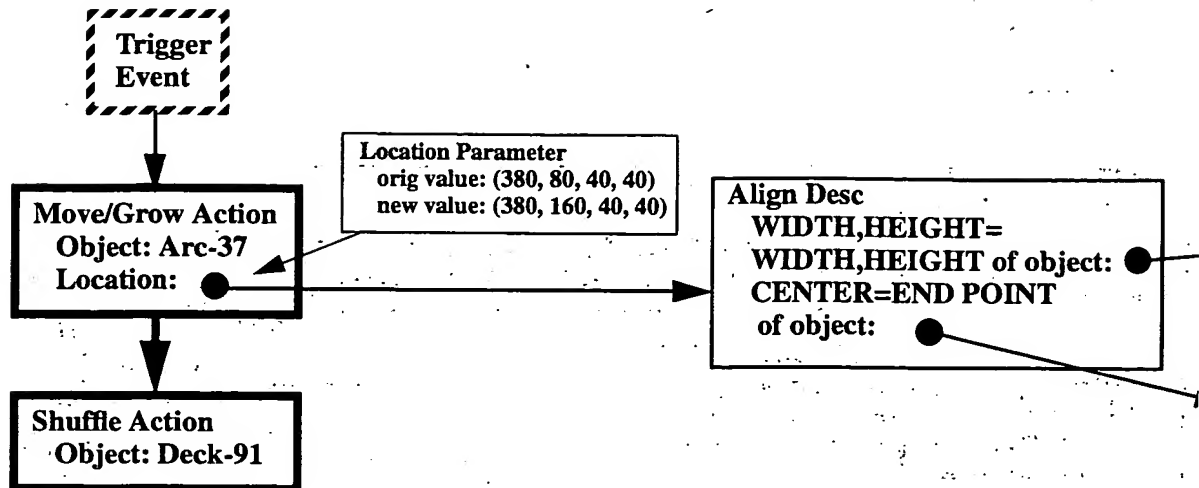 Trigger
Event
Location Parameter
orig value: (380, 80, 40, 40)
new value: (380, 160, 40, 40)
Move/Grow Action
Object: Arc-37
Location:
Align Desc
WIDTH,HEIGHT=
WIDTH,HEIGHT of object:
CENTER=END POINT
of object:
Shuffle Action
Object: Deck-91